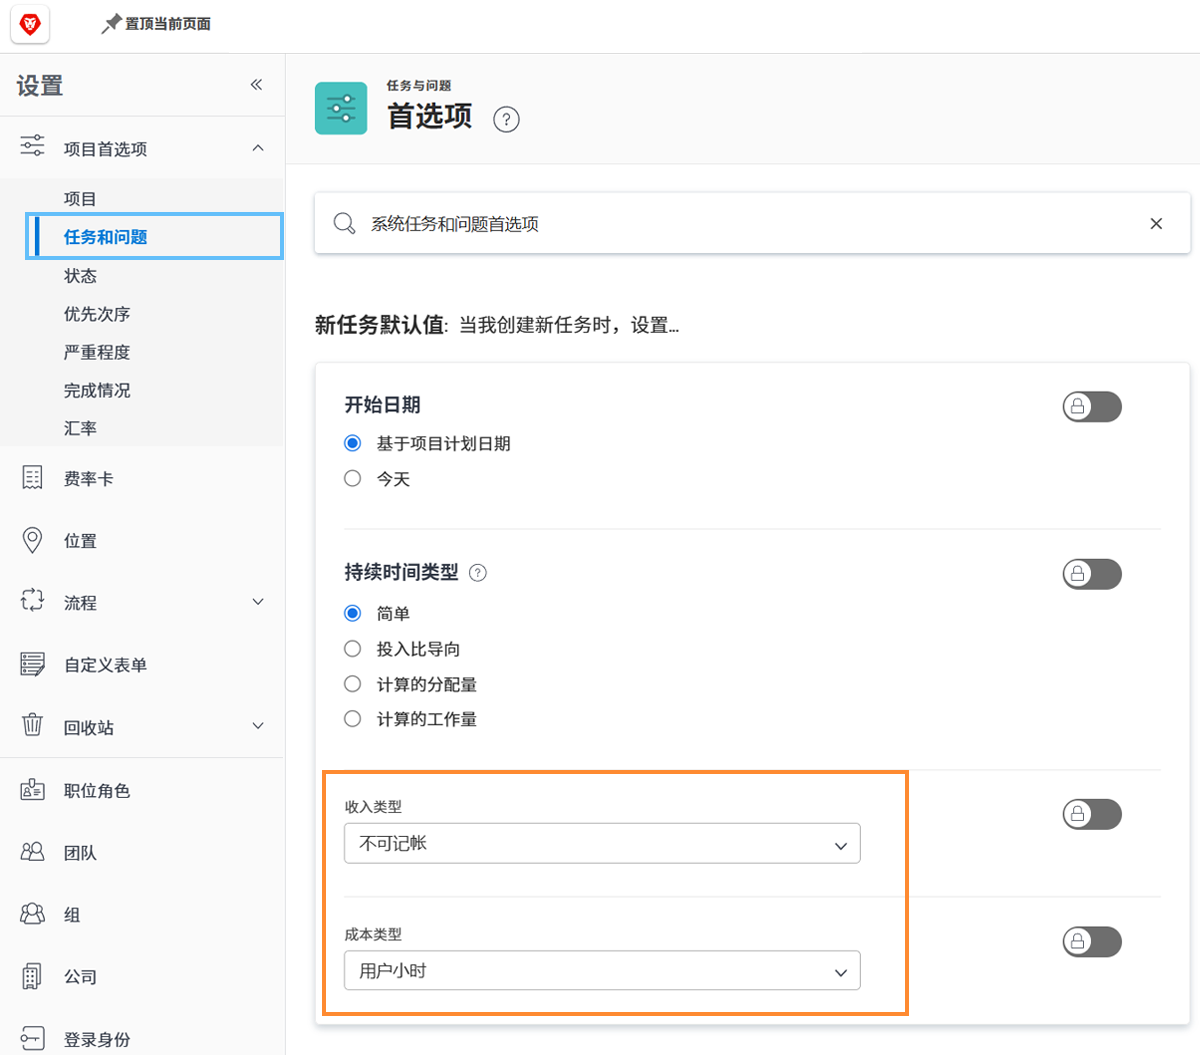 置顶当前页面
设置
项目首选项
项目
任务和问题
状态
优先次序
严重程度
完成情况
汇率
费率卡
位置
流程
自定义表单
回收站
职位角色
团队
组
公司
登录身份
任务与问题
首选项
系统任务和问题首选项
新任务默认值: 当我创建新任务时，设置...
开始日期
基于项目计划日期
今天
持续时间类型
简单
投入比导向
计算的分配量
计算的工作量
收入类型
不可记帐
成本类型
用户小时